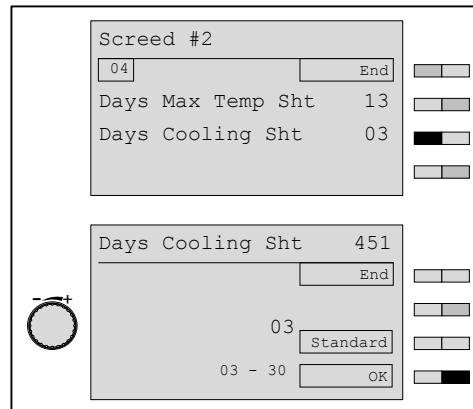 Screed #2
04 End
Days Max Temp Sht 13
Days Cooling Sht 03
Days Cooling Sht 451
End
- +
03
Standard
03 - 30 OK